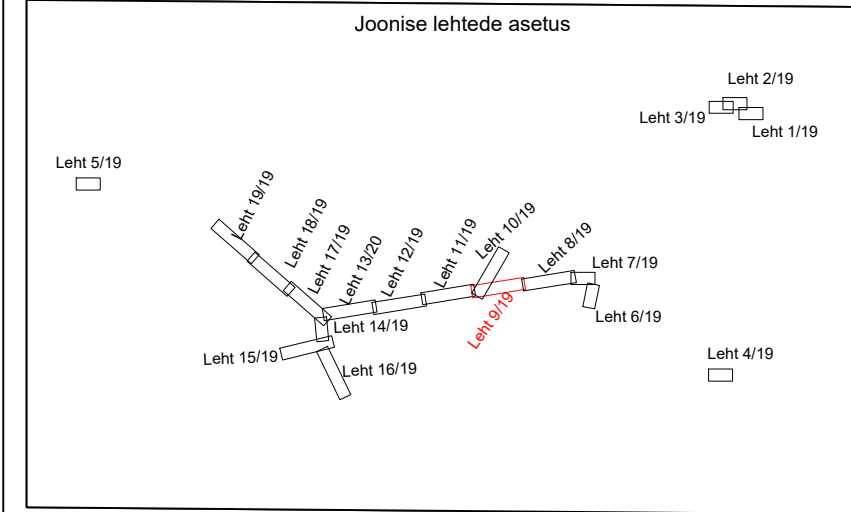 Joonise lehtede asetus
Leht 2/19
Leht 3/19
Leht 1/19
Leht 5/19
Leht 19/19
Leht 18/19
Leht 17/19
Leht 13/20
Leht 12/19
Leht 11/19
Leht 10/19
Leht 9/19
Leht 8/19
Leht 7/19
Leht 6/19
Leht 14/19
Leht 15/19
Leht 16/19
Leht 4/19